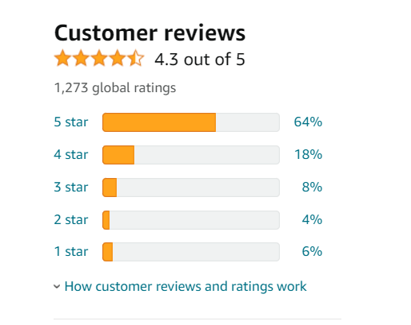 Customer reviews
4.3 out of 5
1,273 global ratings
5 star 64%
4 star 18%
3 star 8%
2 star 4%
1 star 6%
How customer reviews and ratings work